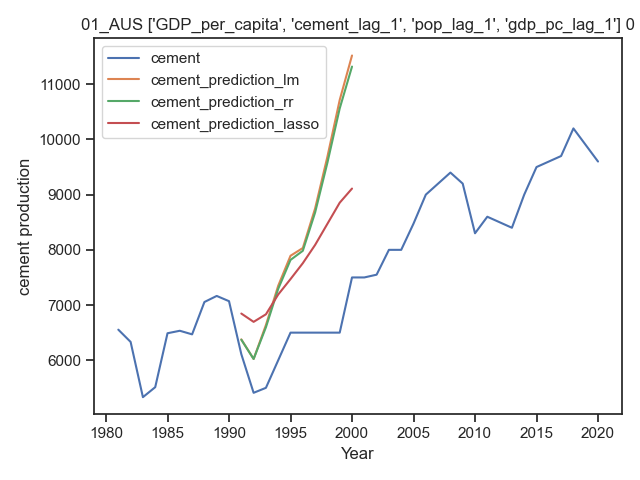 01_AUS ['GDP_per_capita', 'cement_lag_1', 'pop_lag_1', 'gdp_pc_lag_1'] 0
cement
cement_prediction_lm
cement_prediction_rr
cement_prediction_lasso
11000
10000
9000
8000
7000
6000
cement production
1980 1985 1990 1995 2000 2005 2010 2015 2020
Year